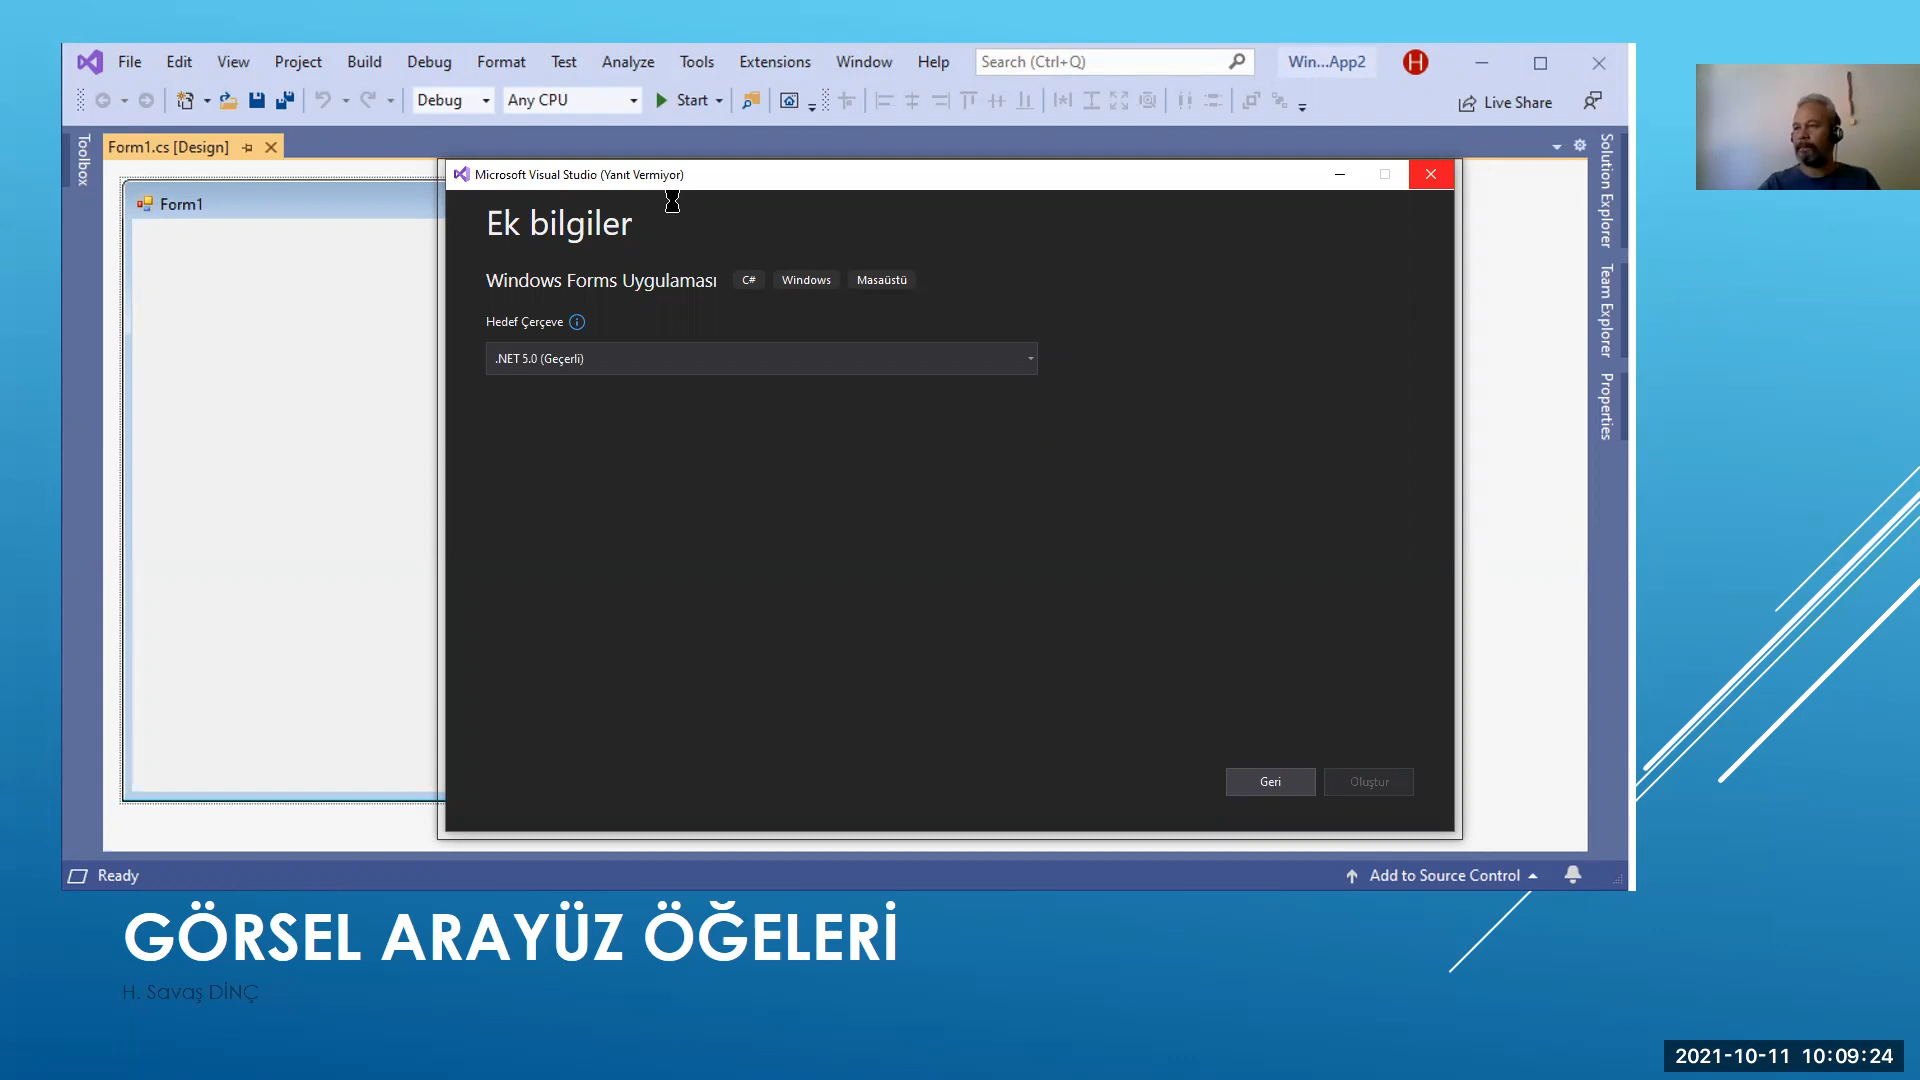 File Edit View Project Build Debug Format Test Analyze Tools Extensions Window Help Search (Ctrl+Q) Win...App2 H
Debug Any CPU Start Live Share
Toolbox
Form1.cs [Design]
Form1
Microsoft Visual Studio (Yanıt Vermiyor)
Ek bilgiler
Windows Forms Uygulaması C# Windows Masaüstü
Hedef Çerçeve
.NET 5.0 (Geçerli)
Geri Oluştur
Solution Explorer
Team Explorer
Properties
Ready Add to Source Control
GÖRSEL ARAYÜZ ÖĞELERİ
H. Savaş DİNÇ
2021-10-11 10:09:24